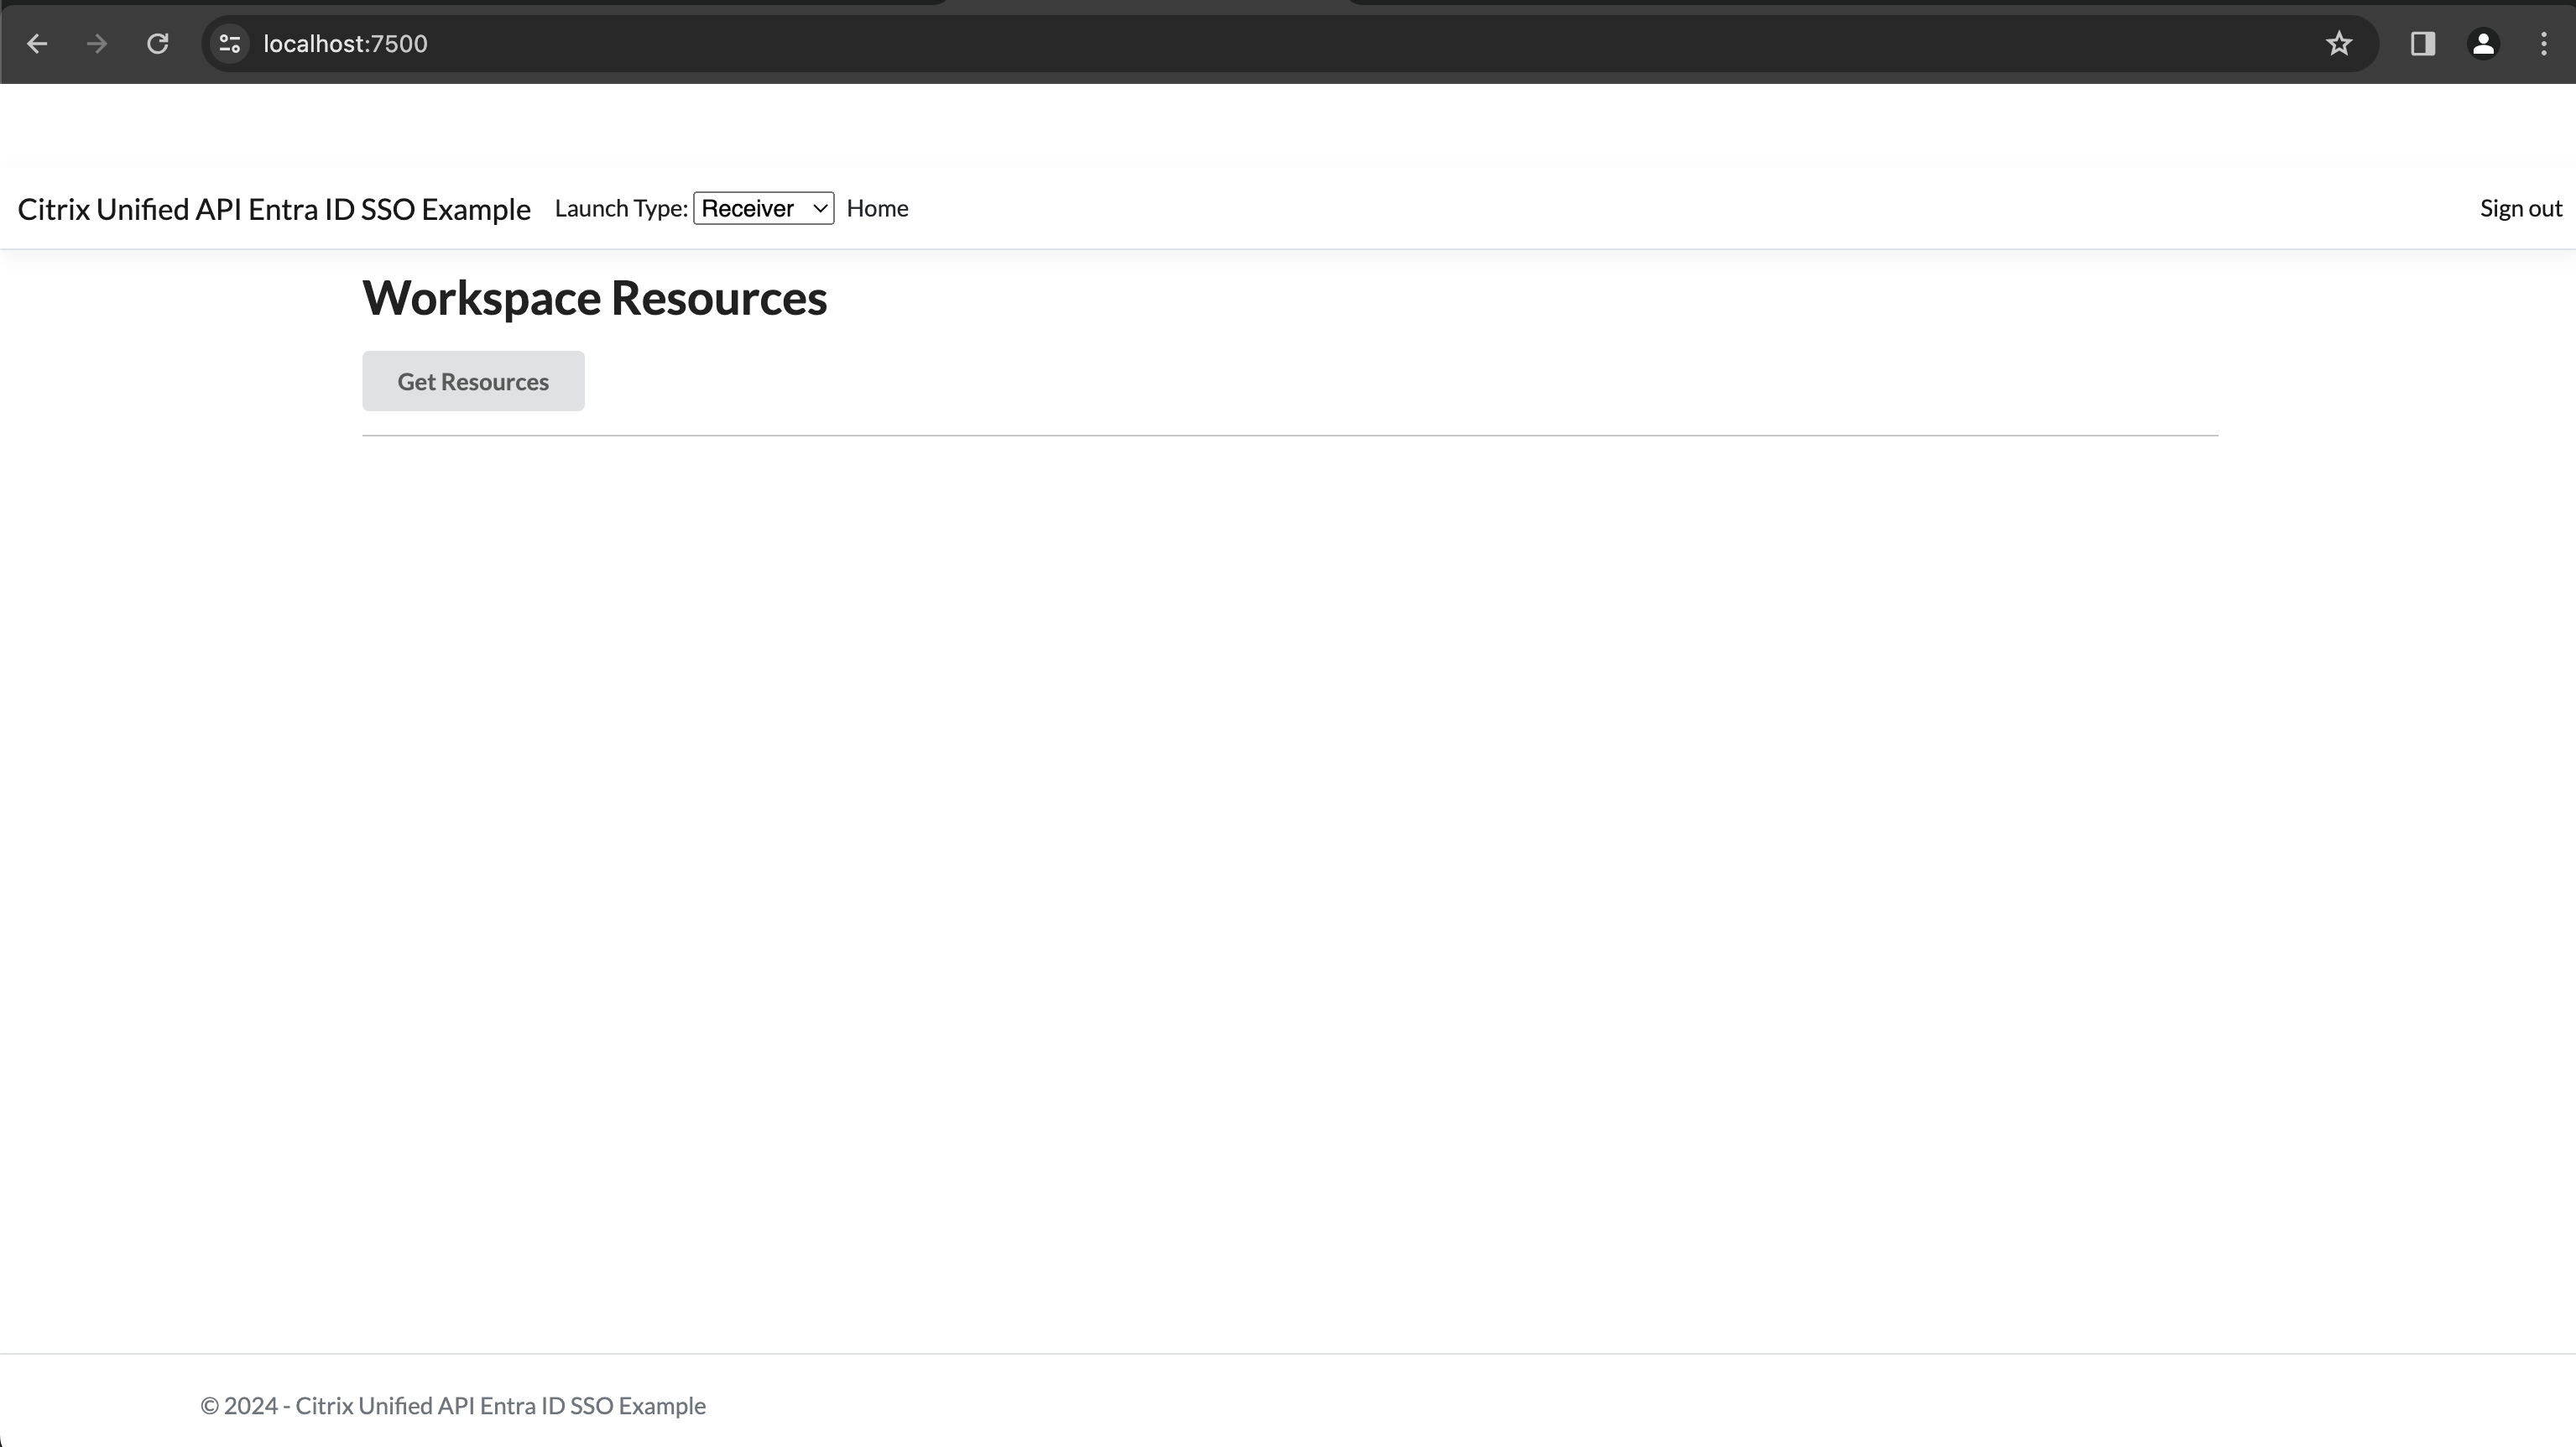 localhost:7500
Citrix Unified API Entra ID SSO Example Launch Type: Receiver Home Sign out
Workspace Resources
Get Resources
© 2024 - Citrix Unified API Entra ID SSO Example